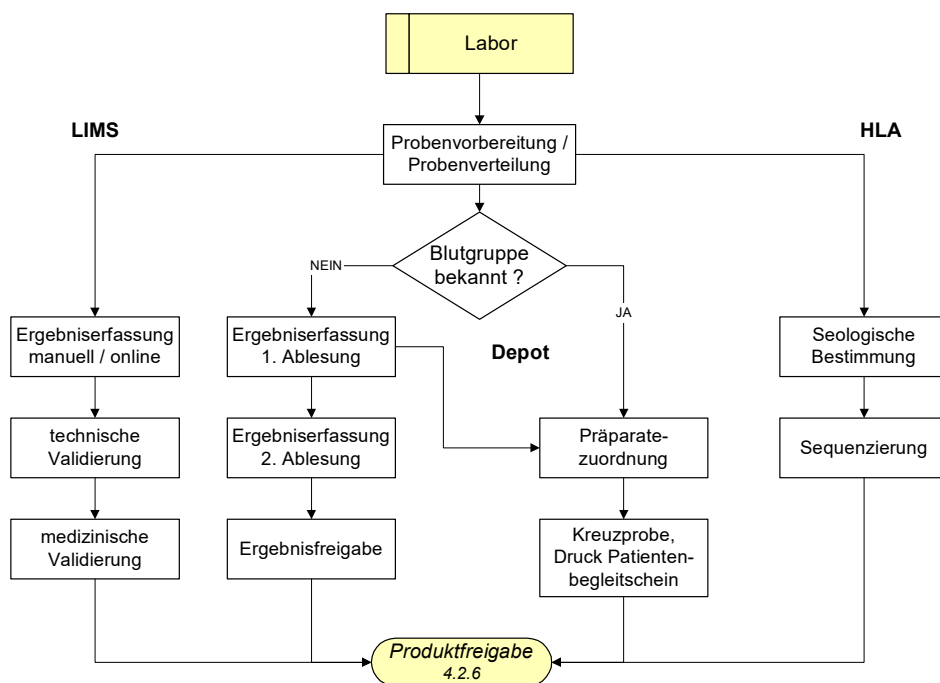 Labor
LIMS
HLA
Probenvorbereitung /
Probenverteilung
Blutgruppe
bekannt ?
NEIN
JA
Ergebniserfassung
manuell / online
Ergebniserfassung
1. Ablesung
Depot
Seologische
Bestimmung
technische
Validierung
Ergebniserfassung
2. Ablesung
Präparate-
zuordnung
Sequenzierung
medizinische
Validierung
Ergebnisfreigabe
Kreuzprobe,
Druck Patienten-
begleitschein
Produktfreigabe
4.2.6